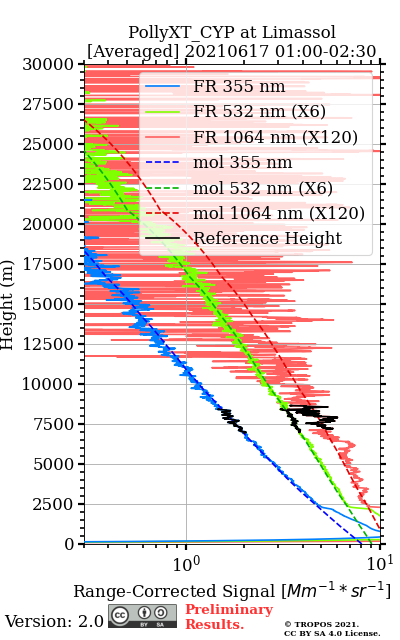 PollyXT_CYP at Limassol
[Averaged] 20210617 01:00-02:30
30000
27500
25000
22500
20000
17500
15000
12500
10000
7500
5000
2500
0
Height (m)
FR 355 nm
FR 532 nm (X6)
FR 1064 nm (X120)
mol 355 nm
mol 532 nm (X6)
mol 1064 nm (X120)
Reference Height
10⁰
10¹
Range-Corrected Signal [Mm⁻¹ * sr⁻¹]
Version: 2.0
cc
BY SA
Preliminary
Results.
© TROPOS 2021.
CC BY SA 4.0 License.